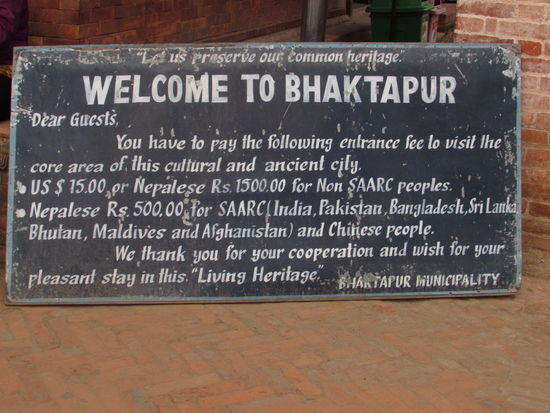 "Let us preserve our common heritage."
WELCOME TO BHAKTAPUR
Dear Guests,
You have to pay the following entrance fee to visit the
core area of this cultural and ancient city.
• US $ 15.00 or Nepalese Rs. 1500.00 for Non SAARC peoples.
• Nepalese Rs. 500.00 for SAARC (India, Pakistan, Bangladesh, Sri Lanka
Bhutan, Maldives and Afghanistan) and Chinese people.
We thank you for your cooperation and wish for your
pleasant stay in this "Living Heritage"
BHAKTAPUR MUNICIPALITY